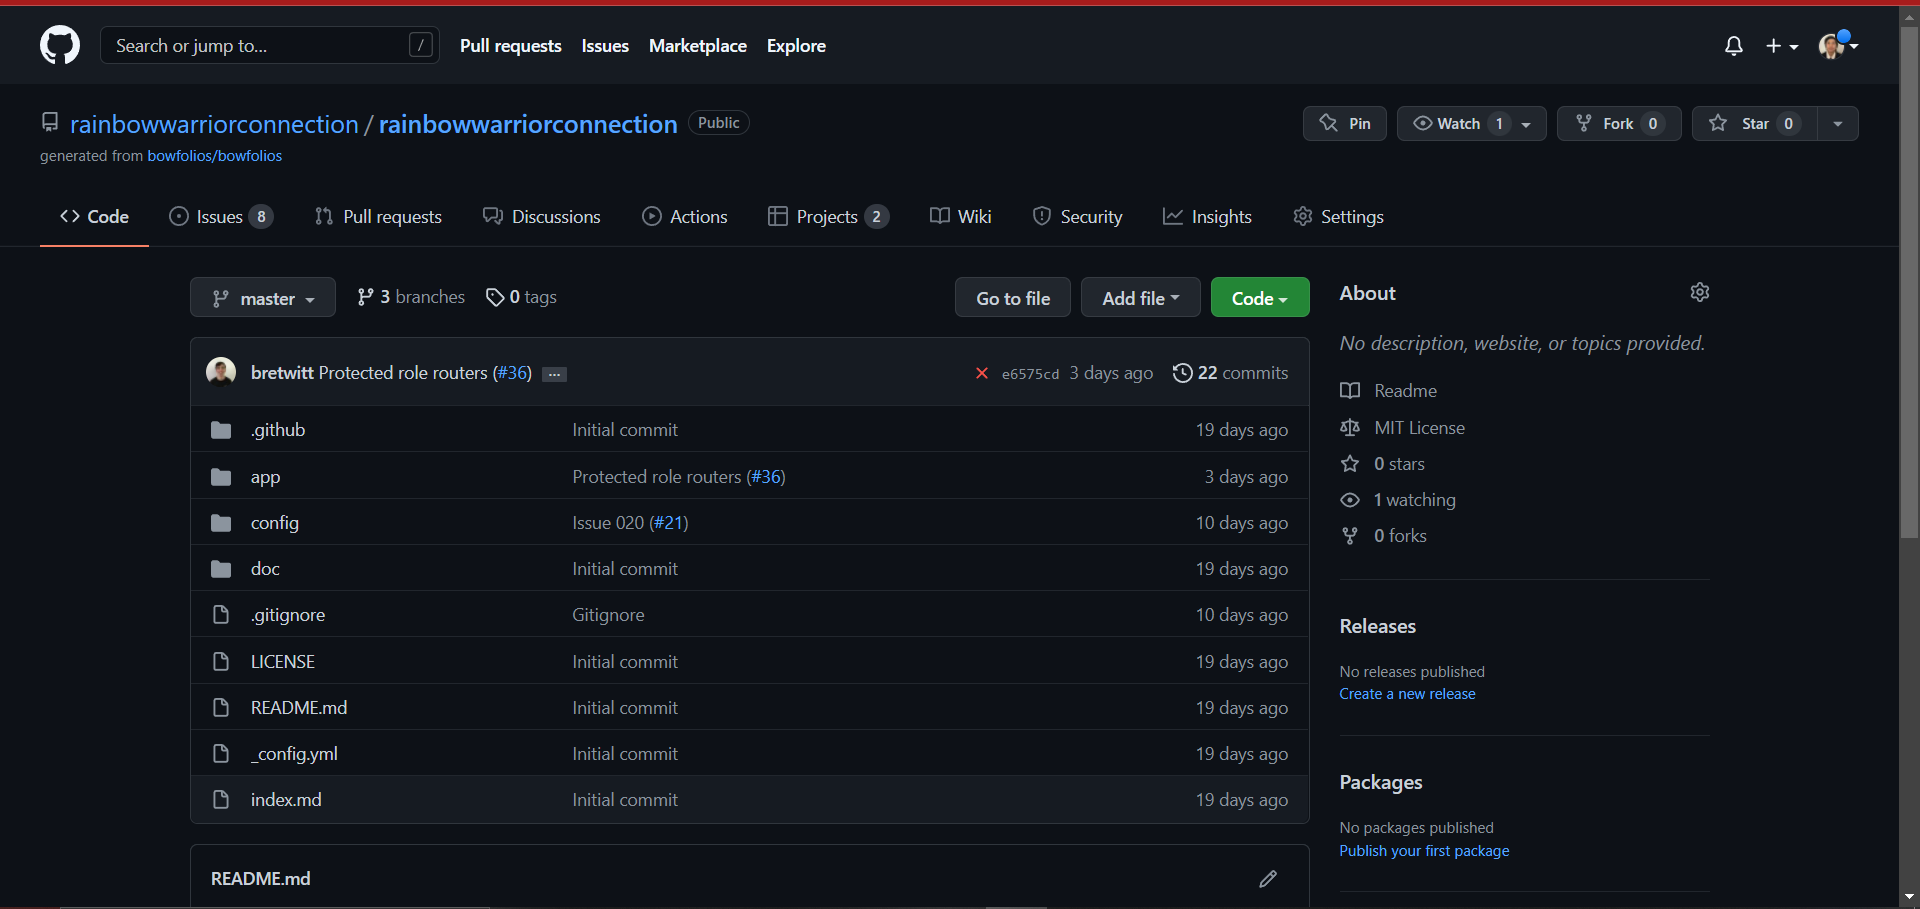 Search or jump to... /
Pull requests Issues Marketplace Explore
rainbowwarriorconnection / rainbowwarriorconnection Public
Pin Watch 1 Fork 0 Star 0
generated from bowfolios/bowfolios
Code Issues 8 Pull requests Discussions Actions Projects 2 Wiki Security Insights Settings
master 3 branches 0 tags Go to file Add file Code
bretwitt Protected role routers (#36) ... e6575cd 3 days ago 22 commits
.github Initial commit 19 days ago
app Protected role routers (#36) 3 days ago
config Issue 020 (#21) 10 days ago
doc Initial commit 19 days ago
.gitignore Gitignore 10 days ago
LICENSE Initial commit 19 days ago
README.md Initial commit 19 days ago
_config.yml Initial commit 19 days ago
index.md Initial commit 19 days ago
README.md
About
No description, website, or topics provided.
Readme
MIT License
0 stars
1 watching
0 forks
Releases
No releases published
Create a new release
Packages
No packages published
Publish your first package